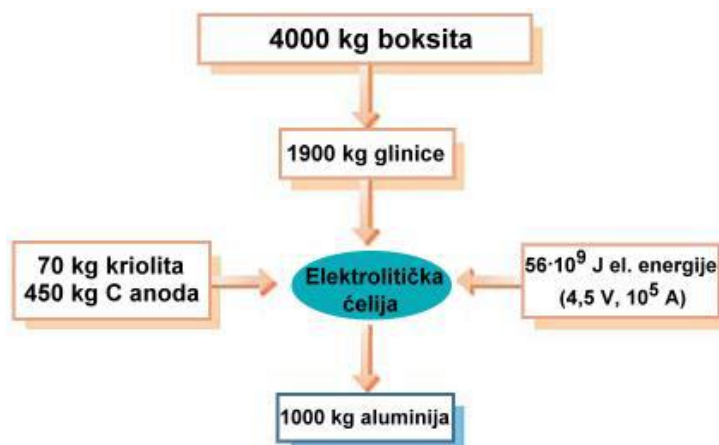 4000 kg boksita
1900 kg glinice
70 kg kriolita
450 kg C anoda
Elektrolitička
ćelija
56·10⁹ J el. energije
(4,5 V, 10⁵ A)
1000 kg aluminija